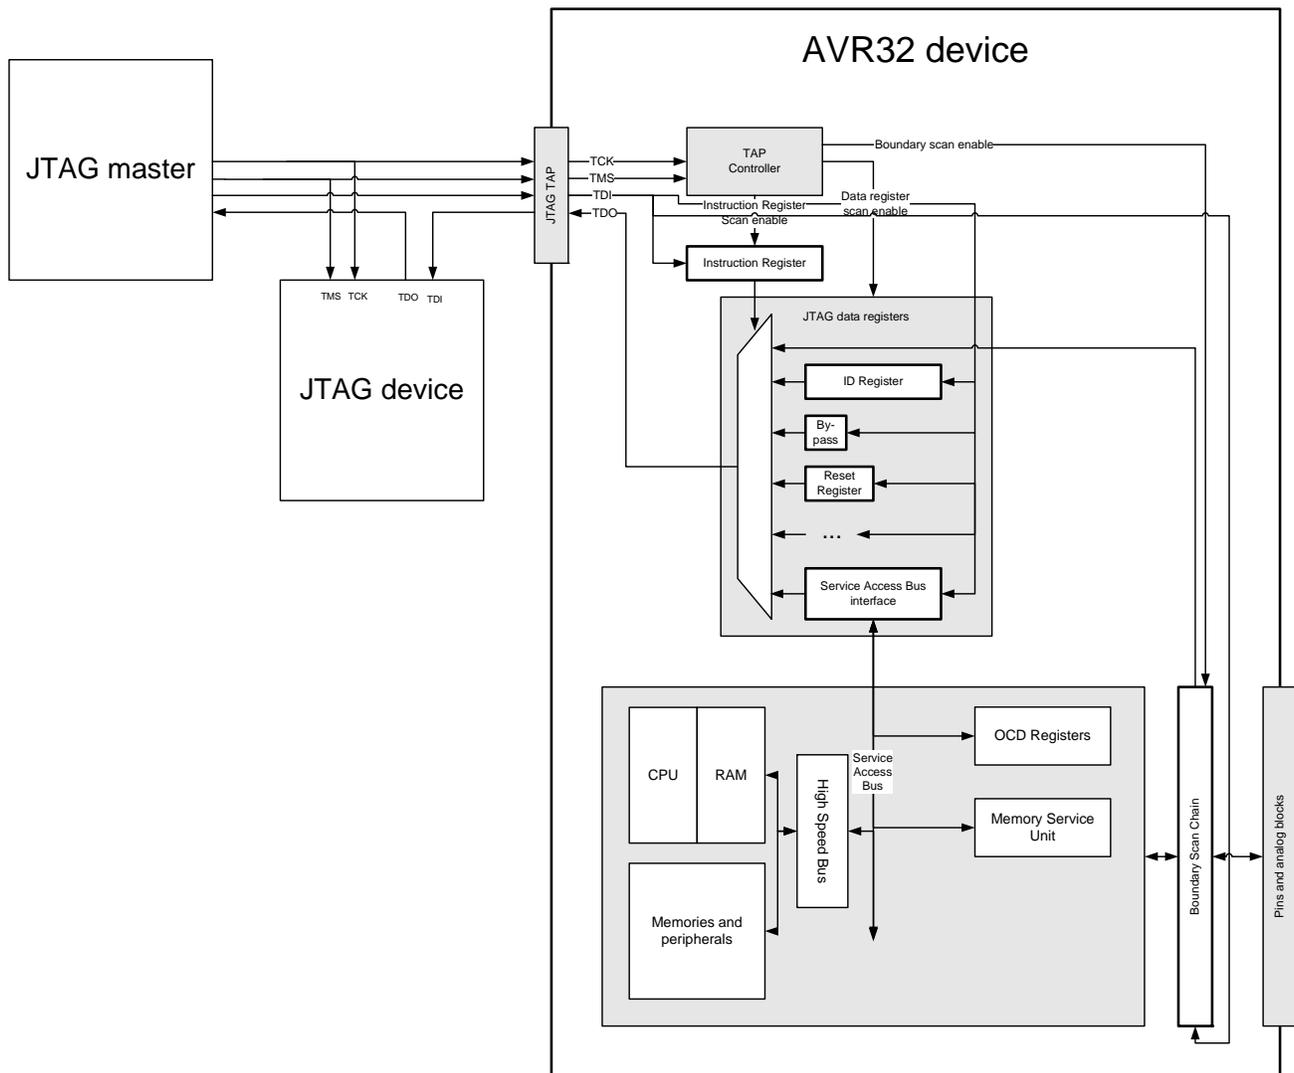 AVR32 device
JTAG master
JTAG TAP
TCK
TMS
TDI
TDO
TAP
Controller
Boundary scan enable
Instruction Register
Scan enable
Data register
scan enable
Instruction Register
TMS
TCK
TDO
TDI
JTAG device
JTAG data registers
ID Register
By-
pass
Reset
Register
...
Service Access Bus
interface
CPU
RAM
Memories and
peripherals
High Speed Bus
Service
Access
Bus
OCD Registers
Memory Service
Unit
Boundary Scan Chain
Pins and analog blocks